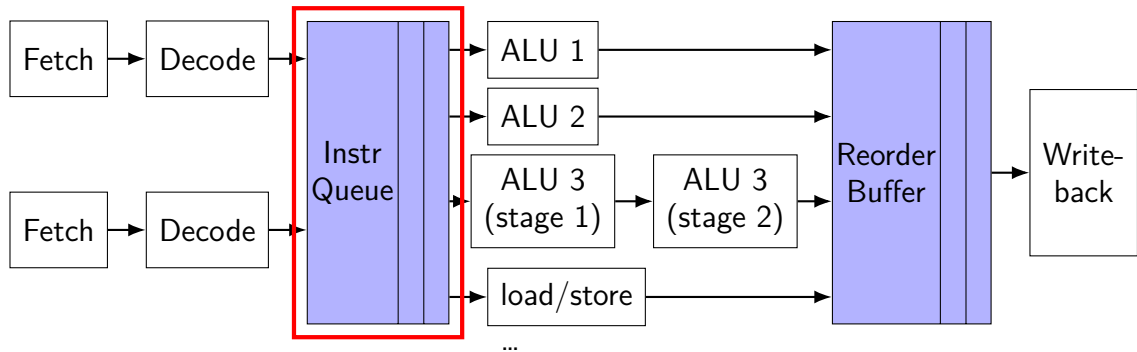 Fetch
Decode
Fetch
Decode
Instr
Queue
ALU 1
ALU 2
ALU 3
(stage 1)
ALU 3
(stage 2)
load/store
...
Reorder
Buffer
Write-
back